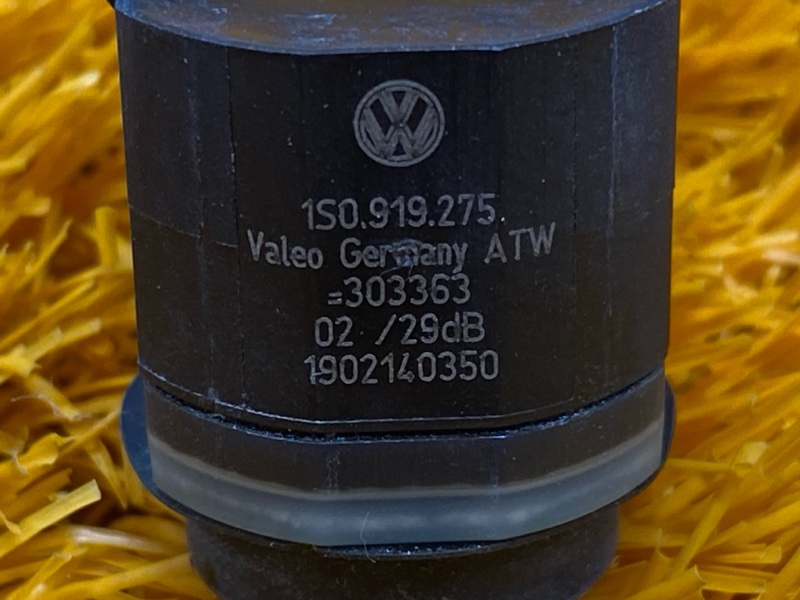 1S0.919.275
Valeo Germany ATW
=303363
02 /29dB
1902140350